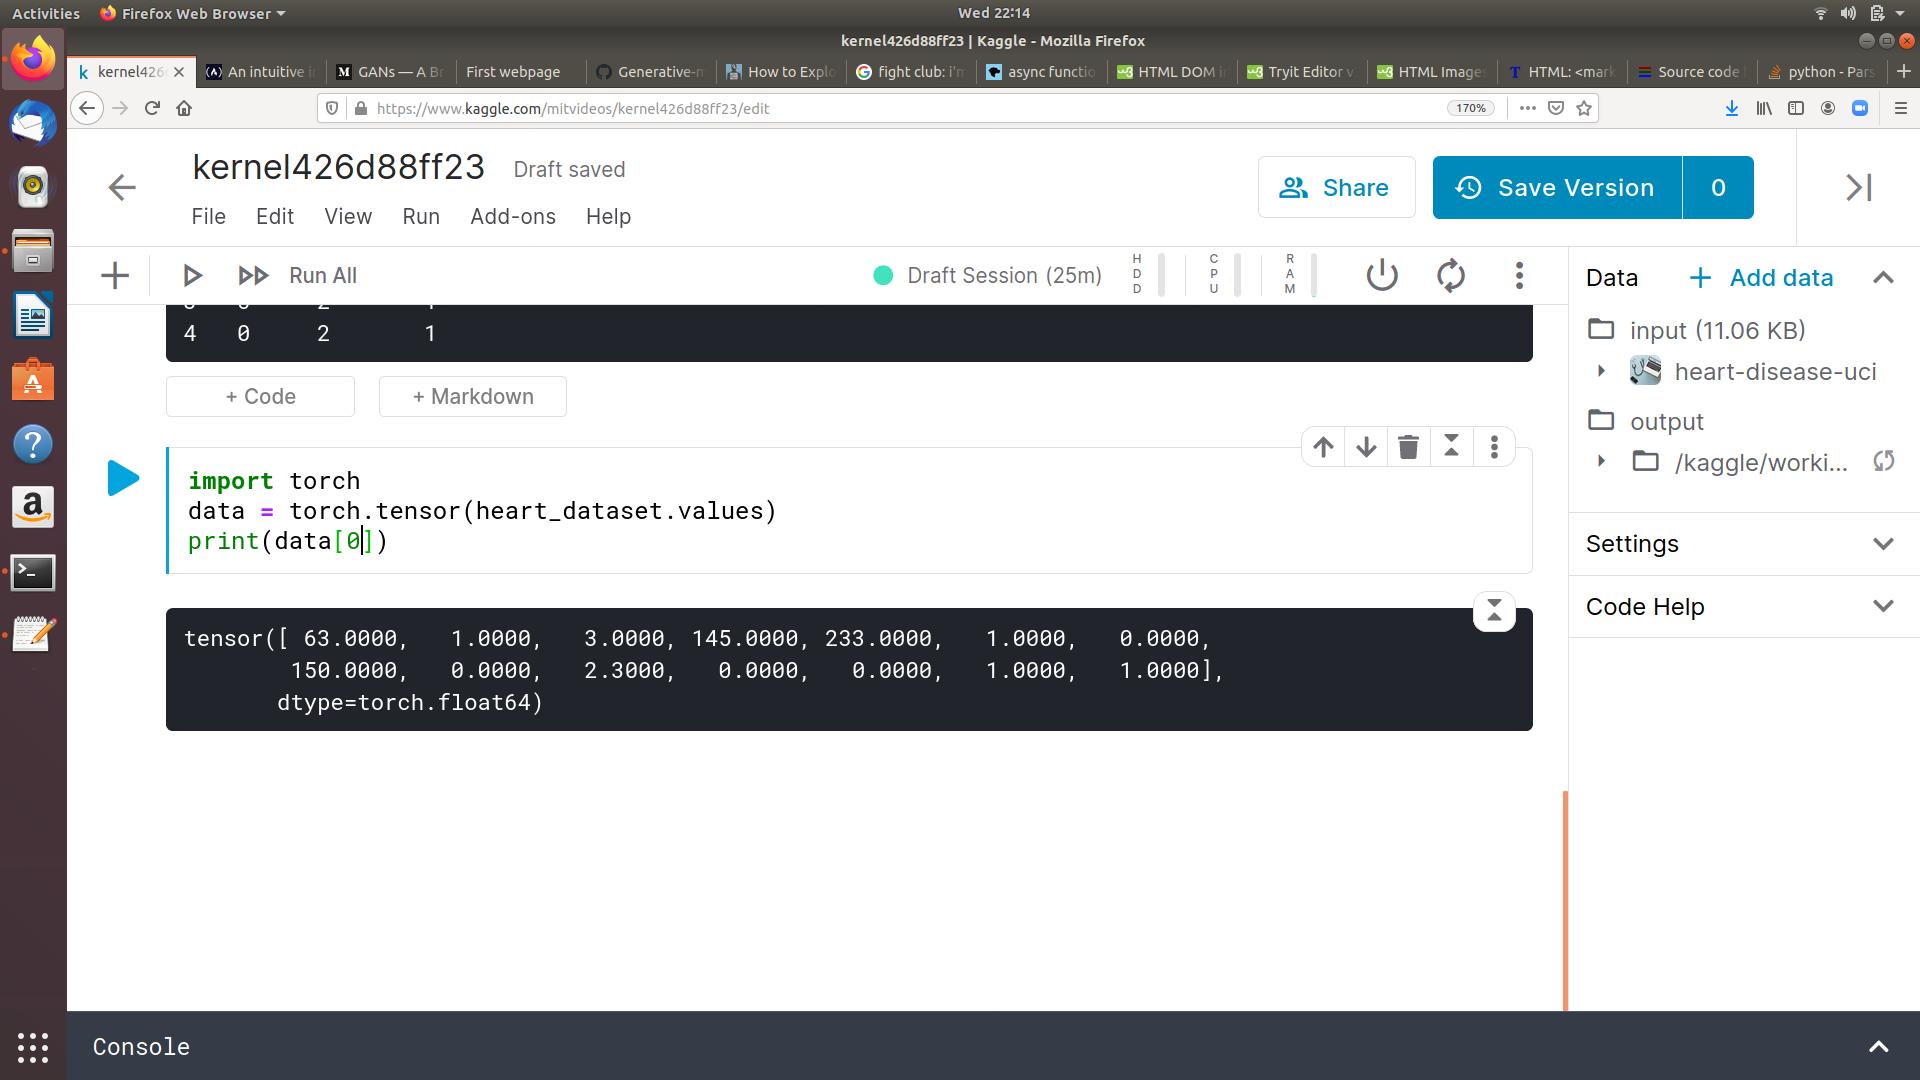 Activities Firefox Web Browser Wed 22:14
kernel426d88ff23 | Kaggle - Mozilla Firefox
kernel426 An intuitive i GANs — A Br First webpage Generative-m How to Explo fight club: i'm async functio HTML DOM i Tryit Editor v HTML Image HTML: <mark Source code python - Pars
https://www.kaggle.com/mitvideos/kernel426d88ff23/edit 170%
kernel426d88ff23 Draft saved
Share Save Version 0
File Edit View Run Add-ons Help
Run All Draft Session (25m) HDD CPU RAM
Data + Add data
input (11.06 KB)
heart-disease-uci
output
/kaggle/worki...
Settings
Code Help
4 0 2 1
+ Code + Markdown
import torch
data = torch.tensor(heart_dataset.values)
print(data[0])
tensor([ 63.0000, 1.0000, 3.0000, 145.0000, 233.0000, 1.0000, 0.0000,
150.0000, 0.0000, 2.3000, 0.0000, 0.0000, 1.0000, 1.0000],
dtype=torch.float64)
Console